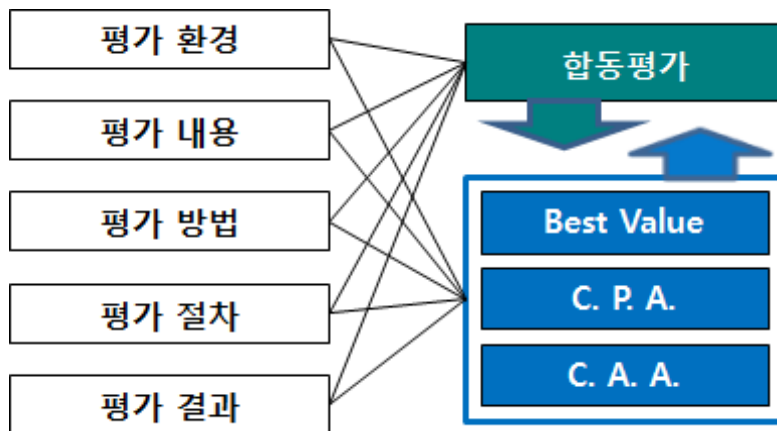 평가 환경
평가 내용
평가 방법
평가 절차
평가 결과
합동평가
Best Value
C. P. A.
C. A. A.